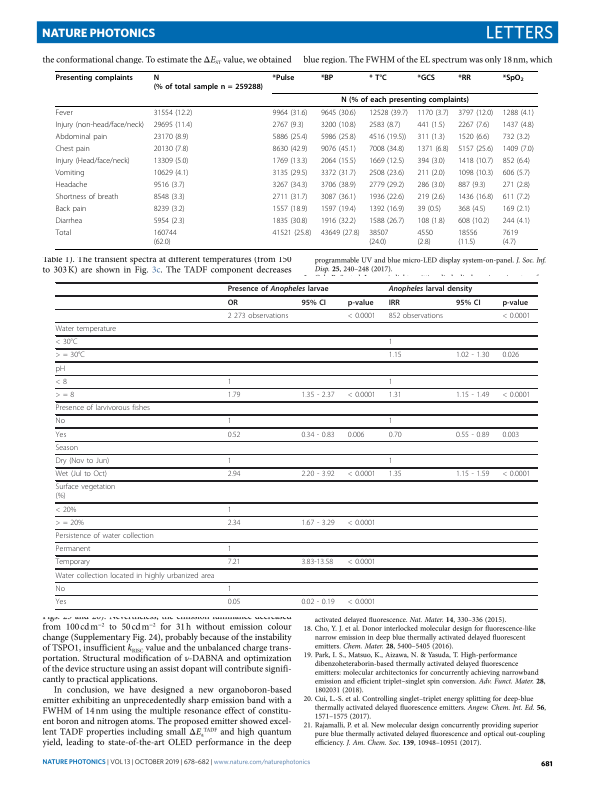 NATURE PHOTONICS
LETTERS
the conformational change. To estimate the ΔE_ST value, we obtained
blue region. The FWHM of the EL spectrum was only 18 nm, which
Presenting complaints N *Pulse *BP * T°C *GCS *RR *SpO₂
(% of total sample n = 259288)
N (% of each presenting complaints)
Fever 31554 (12.2) 9964 (31.6) 9645 (30.6) 12528 (39.7) 1170 (3.7) 3797 (12.0) 1288 (4.1)
Injury (non-head/face/neck) 29695 (11.4) 2767 (9.3) 3200 (10.8) 2583 (8.7) 441 (1.5) 2267 (7.6) 1437 (4.8)
Abdominal pain 23170 (8.9) 5886 (25.4) 5986 (25.8) 4516 (19.5)) 311 (1.3) 1520 (6.6) 732 (3.2)
Chest pain 20130 (7.8) 8630 (42.9) 9076 (45.1) 7008 (34.8) 1371 (6.8) 5157 (25.6) 1409 (7.0)
Injury (Head/face/neck) 13309 (5.0) 1769 (13.3) 2064 (15.5) 1669 (12.5) 394 (3.0) 1418 (10.7) 852 (6.4)
Vomiting 10629 (4.1) 3135 (29.5) 3372 (31.7) 2508 (23.6) 211 (2.0) 1098 (10.3) 606 (5.7)
Headache 9516 (3.7) 3267 (34.3) 3706 (38.9) 2779 (29.2) 286 (3.0) 887 (9.3) 271 (2.8)
Shortness of breath 8548 (3.3) 2711 (31.7) 3087 (36.1) 1936 (22.6) 219 (2.6) 1436 (16.8) 611 (7.2)
Back pain 8239 (3.2) 1557 (18.9) 1597 (19.4) 1392 (16.9) 39 (0.5) 368 (4.5) 169 (2.1)
Diarrhea 5954 (2.3) 1835 (30.8) 1916 (32.2) 1588 (26.7) 108 (1.8) 608 (10.2) 244 (4.1)
Total 160744 41521 (25.8) 43649 (27.8) 38507 4550 18556 7619
(62.0) (24.0) (2.8) (11.5) (4.7)
Table 1). The transient spectra at different temperatures (from 150
to 303 K) are shown in Fig. 3c. The TADF component decreases
programmable UV and blue micro-LED display system-on-panel. J. Soc. Inf.
Disp. 25, 240–248 (2017).
Presence of Anopheles larvae Anopheles larval density
OR 95% CI p-value IRR 95% CI p-value
2 273 observations < 0.0001 852 observations < 0.0001
Water temperature
< 30°C 1
> = 30°C 1.15 1.02 - 1.30 0.026
pH
< 8 1 1
> = 8 1.79 1.35 - 2.37 < 0.0001 1.31 1.15 - 1.49 < 0.0001
Presence of larvivorous fishes
No 1 1
Yes 0.52 0.34 - 0.83 0.006 0.70 0.55 - 0.89 0.003
Season
Dry (Nov to Jun) 1 1
Wet (Jul to Oct) 2.94 2.20 - 3.92 < 0.0001 1.35 1.15 - 1.59 < 0.0001
Surface vegetation
(%)
< 20% 1
> = 20% 2.34 1.67 - 3.29 < 0.0001
Persistence of water collection
Permanent 1
Temporary 7.21 3.83-13.58 < 0.0001
Water collection located in highly urbanized area
No 1
Yes 0.05 0.02 - 0.19 < 0.0001
from 100 cd m⁻² to 50 cd m⁻² for 31 h without emission colour
change (Supplementary Fig. 24), probably because of the instability
of TSPO1, insufficient k_RISC value and the unbalanced charge trans-
portation. Structural modification of ν-DABNA and optimization
of the device structure using an assist dopant will contribute signifi-
cantly to practical applications.
In conclusion, we have designed a new organoboron-based
emitter exhibiting an unprecedentedly sharp emission band with a
FWHM of 14 nm using the multiple resonance effect of constitu-
ent boron and nitrogen atoms. The proposed emitter showed excel-
lent TADF properties including small ΔE_a^TADF and high quantum
yield, leading to state-of-the-art OLED performance in the deep
activated delayed fluorescence. Nat. Mater. 14, 330–336 (2015).
18. Cho, Y. J. et al. Donor interlocked molecular design for fluorescence-like
narrow emission in deep blue thermally activated delayed fluorescent
emitters. Chem. Mater. 28, 5400–5405 (2016).
19. Park, I. S., Matsuo, K., Aizawa, N. & Yasuda, T. High-performance
dibenzoheteraborin-based thermally activated delayed fluorescence
emitters: molecular architectonics for concurrently achieving narrowband
emission and efficient triplet–singlet spin conversion. Adv. Funct. Mater. 28,
1802031 (2018).
20. Cui, L.-S. et al. Controlling singlet–triplet energy splitting for deep-blue
thermally activated delayed fluorescence emitters. Angew. Chem. Int. Ed. 56,
1571–1575 (2017).
21. Rajamalli, P. et al. New molecular design concurrently providing superior
pure blue thermally activated delayed fluorescence and optical out-coupling
efficiency. J. Am. Chem. Soc. 139, 10948–10951 (2017).
NATURE PHOTONICS | VOL 13 | OCTOBER 2019 | 678–682 | www.nature.com/naturephotonics
681